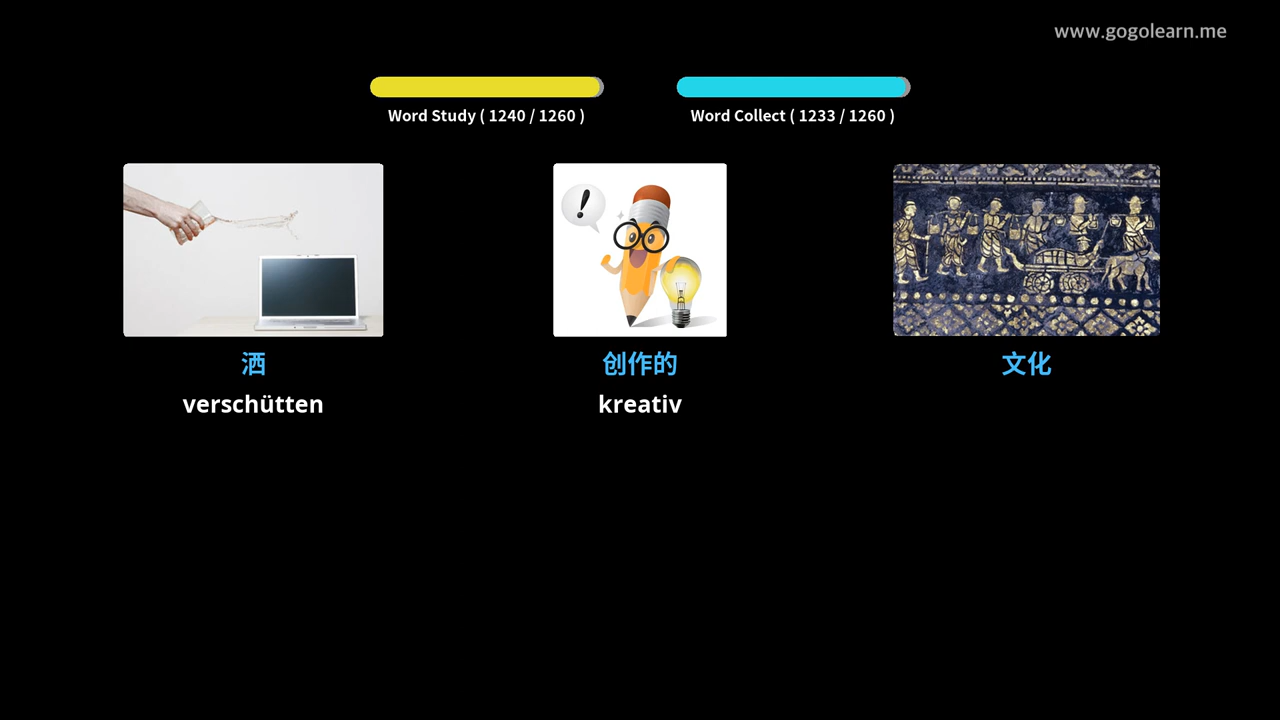 www.gogolearn.me
Word Study ( 1240 / 1260 )
Word Collect ( 1233 / 1260 )
!
洒
创作的
文化
verschütten
kreativ